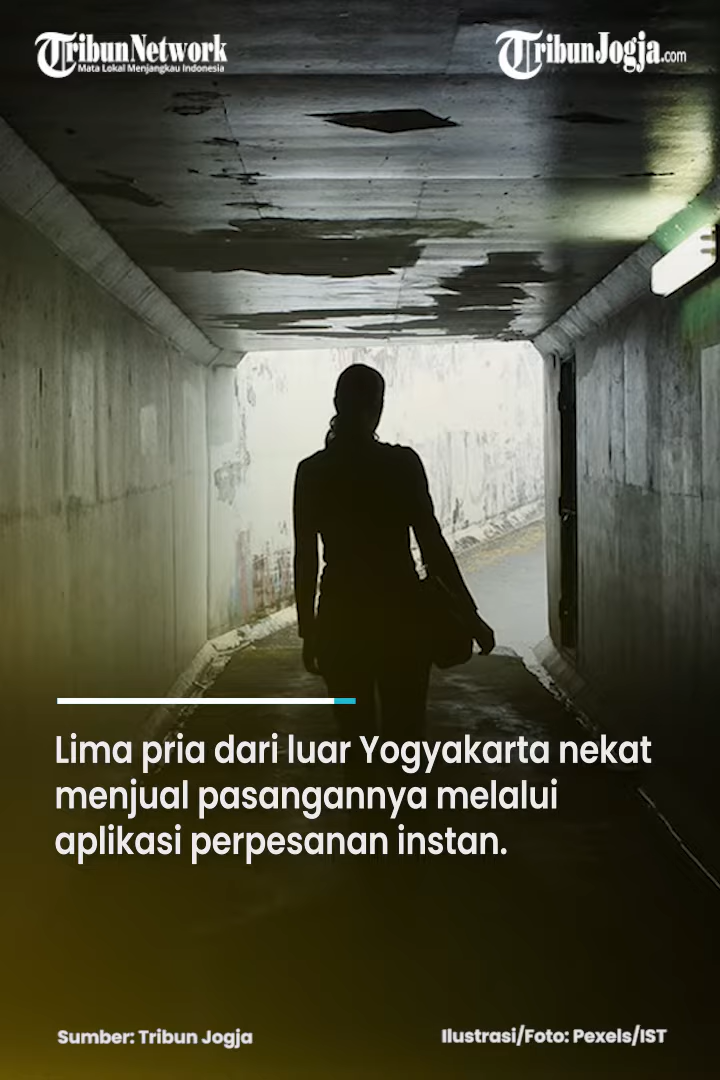 TribunNetwork
Mata Lokal Menjangkau Indonesia
TribunJogja.com
Lima pria dari luar Yogyakarta nekat
menjual pasangannya melalui
aplikasi perpesanan instan.
Sumber: Tribun Jogja
Ilustrasi/Foto: Pexels/IST